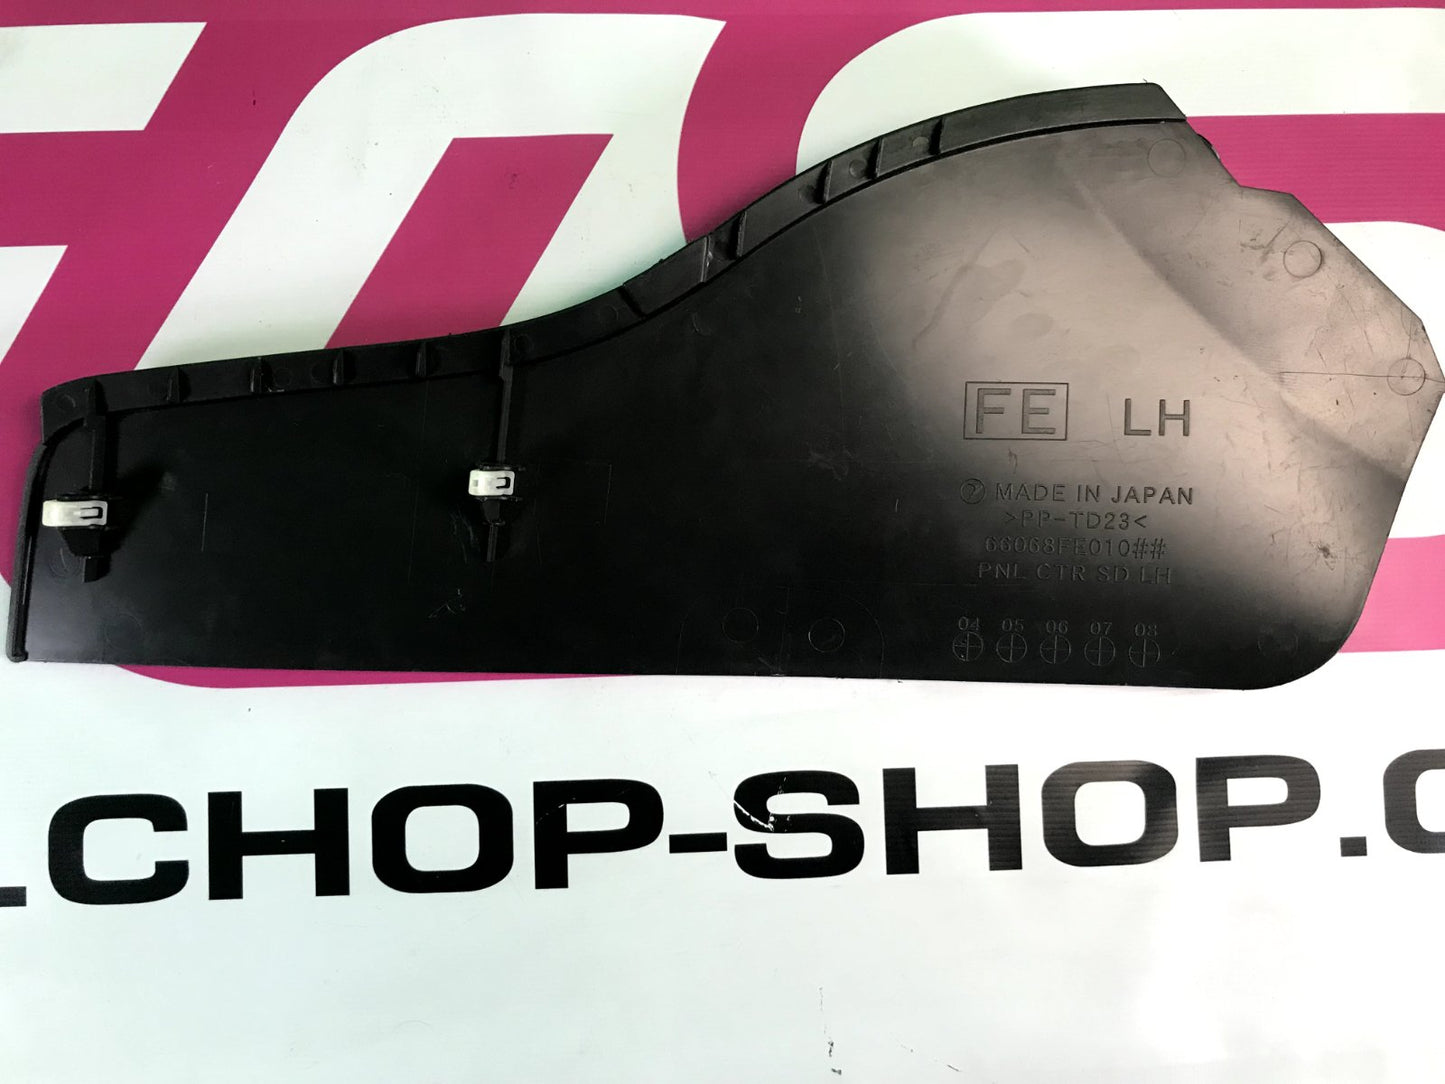 FE LH
MADE IN JAPAN
>PP-TD23<
66068FE010##
PNL CTR SD LH
04 05 06 07 08
.CHOP-SHOP.C